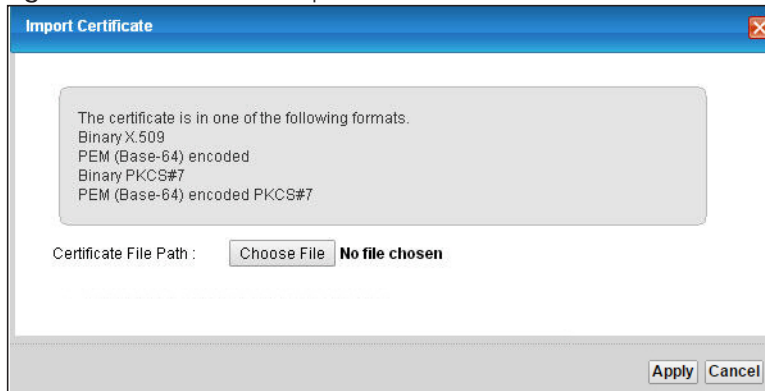 Import Certificate
The certificate is in one of the following formats.
Binary X.509
PEM (Base-64) encoded
Binary PKCS#7
PEM (Base-64) encoded PKCS#7
Certificate File Path : Choose File No file chosen
Apply Cancel